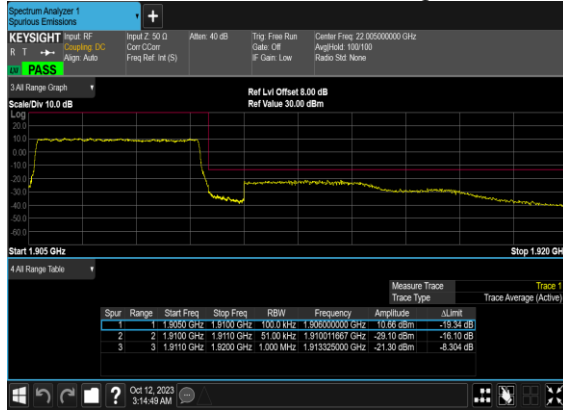 Spectrum Analyzer 1
Spurious Emissions
KEYSIGHT Input: RF Input Z: 50 Ω Atten: 40 dB Trig: Free Run Center Freq: 22.005000000 GHz
R T Coupling: DC Corr CCorr Gate: Off Avg|Hold: 100/100
Align: Auto Freq Ref: Int (S) IF Gain: Low Radio Std: None
LXI PASS
3 All Range Graph Ref Lvl Offset 8.00 dB
Scale/Div 10.0 dB Ref Value 30.00 dBm
Log
20.0
10.0
0.00
-10.0
-20.0
-30.0
-40.0
-50.0
-60.0
Start 1.905 GHz Stop 1.920 GH
4 All Range Table
Measure Trace Trace 1
Trace Type Trace Average (Active)
Spur Range Start Freq Stop Freq RBW Frequency Amplitude ΔLimit
1 1 1.9050 GHz 1.9100 GHz 100.0 kHz 1.906000000 GHz 10.66 dBm -19.34 dB
2 2 1.9100 GHz 1.9110 GHz 51.00 kHz 1.910011667 GHz -29.10 dBm -16.10 dB
3 3 1.9110 GHz 1.9200 GHz 1.000 MHz 1.913325000 GHz -21.30 dBm -8.304 dB
? Oct 12, 2023
3:14:49 AM